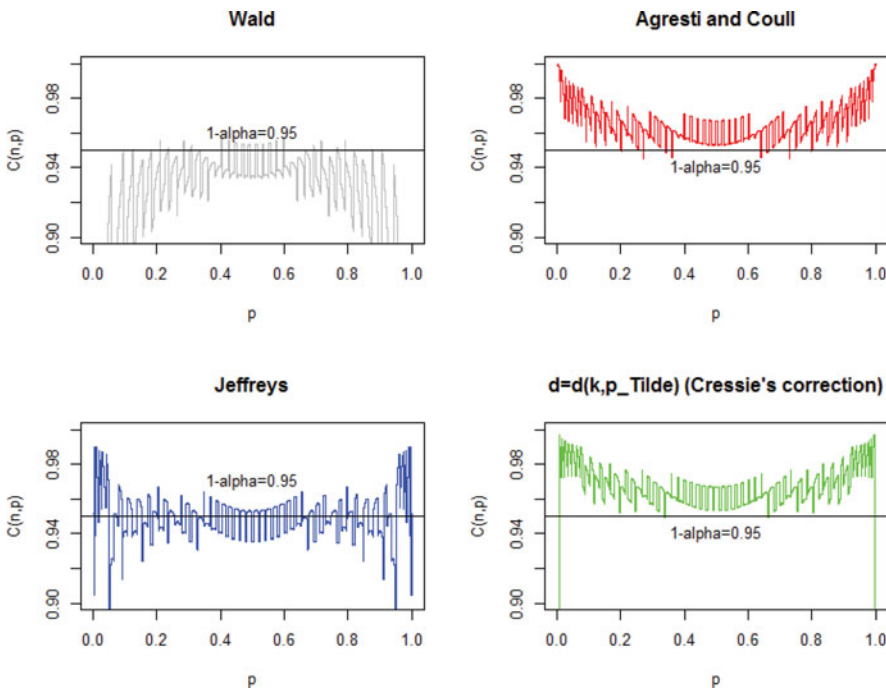 Wald
C(n,p)
0.98
0.94
0.90
1-alpha=0.95
0.0 0.2 0.4 0.6 0.8 1.0
p
Agresti and Coull
C(n,p)
0.98
0.94
0.90
1-alpha=0.95
0.0 0.2 0.4 0.6 0.8 1.0
p
Jeffreys
C(n,p)
0.98
0.94
0.90
1-alpha=0.95
0.0 0.2 0.4 0.6 0.8 1.0
p
d=d(k,p_Tilde) (Cressie's correction)
C(n,p)
0.98
0.94
0.90
1-alpha=0.95
0.0 0.2 0.4 0.6 0.8 1.0
p